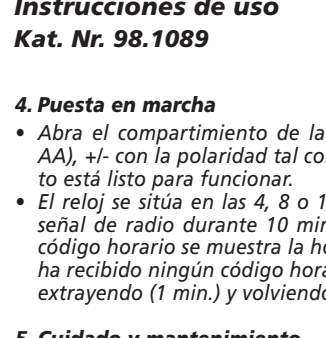 Instrucciones de uso
Kat. Nr. 98.1089
4. Puesta en marcha
• Abra el compartimiento de la
AA), +/- con la polaridad tal co
to está listo para funcionar.
• El reloj se sitúa en las 4, 8 o 1
señal de radio durante 10 min
código horario se muestra la ho
ha recibido ningún código hora
extrayendo (1 min.) y volviendo
5. Cuidado y mantenimiento